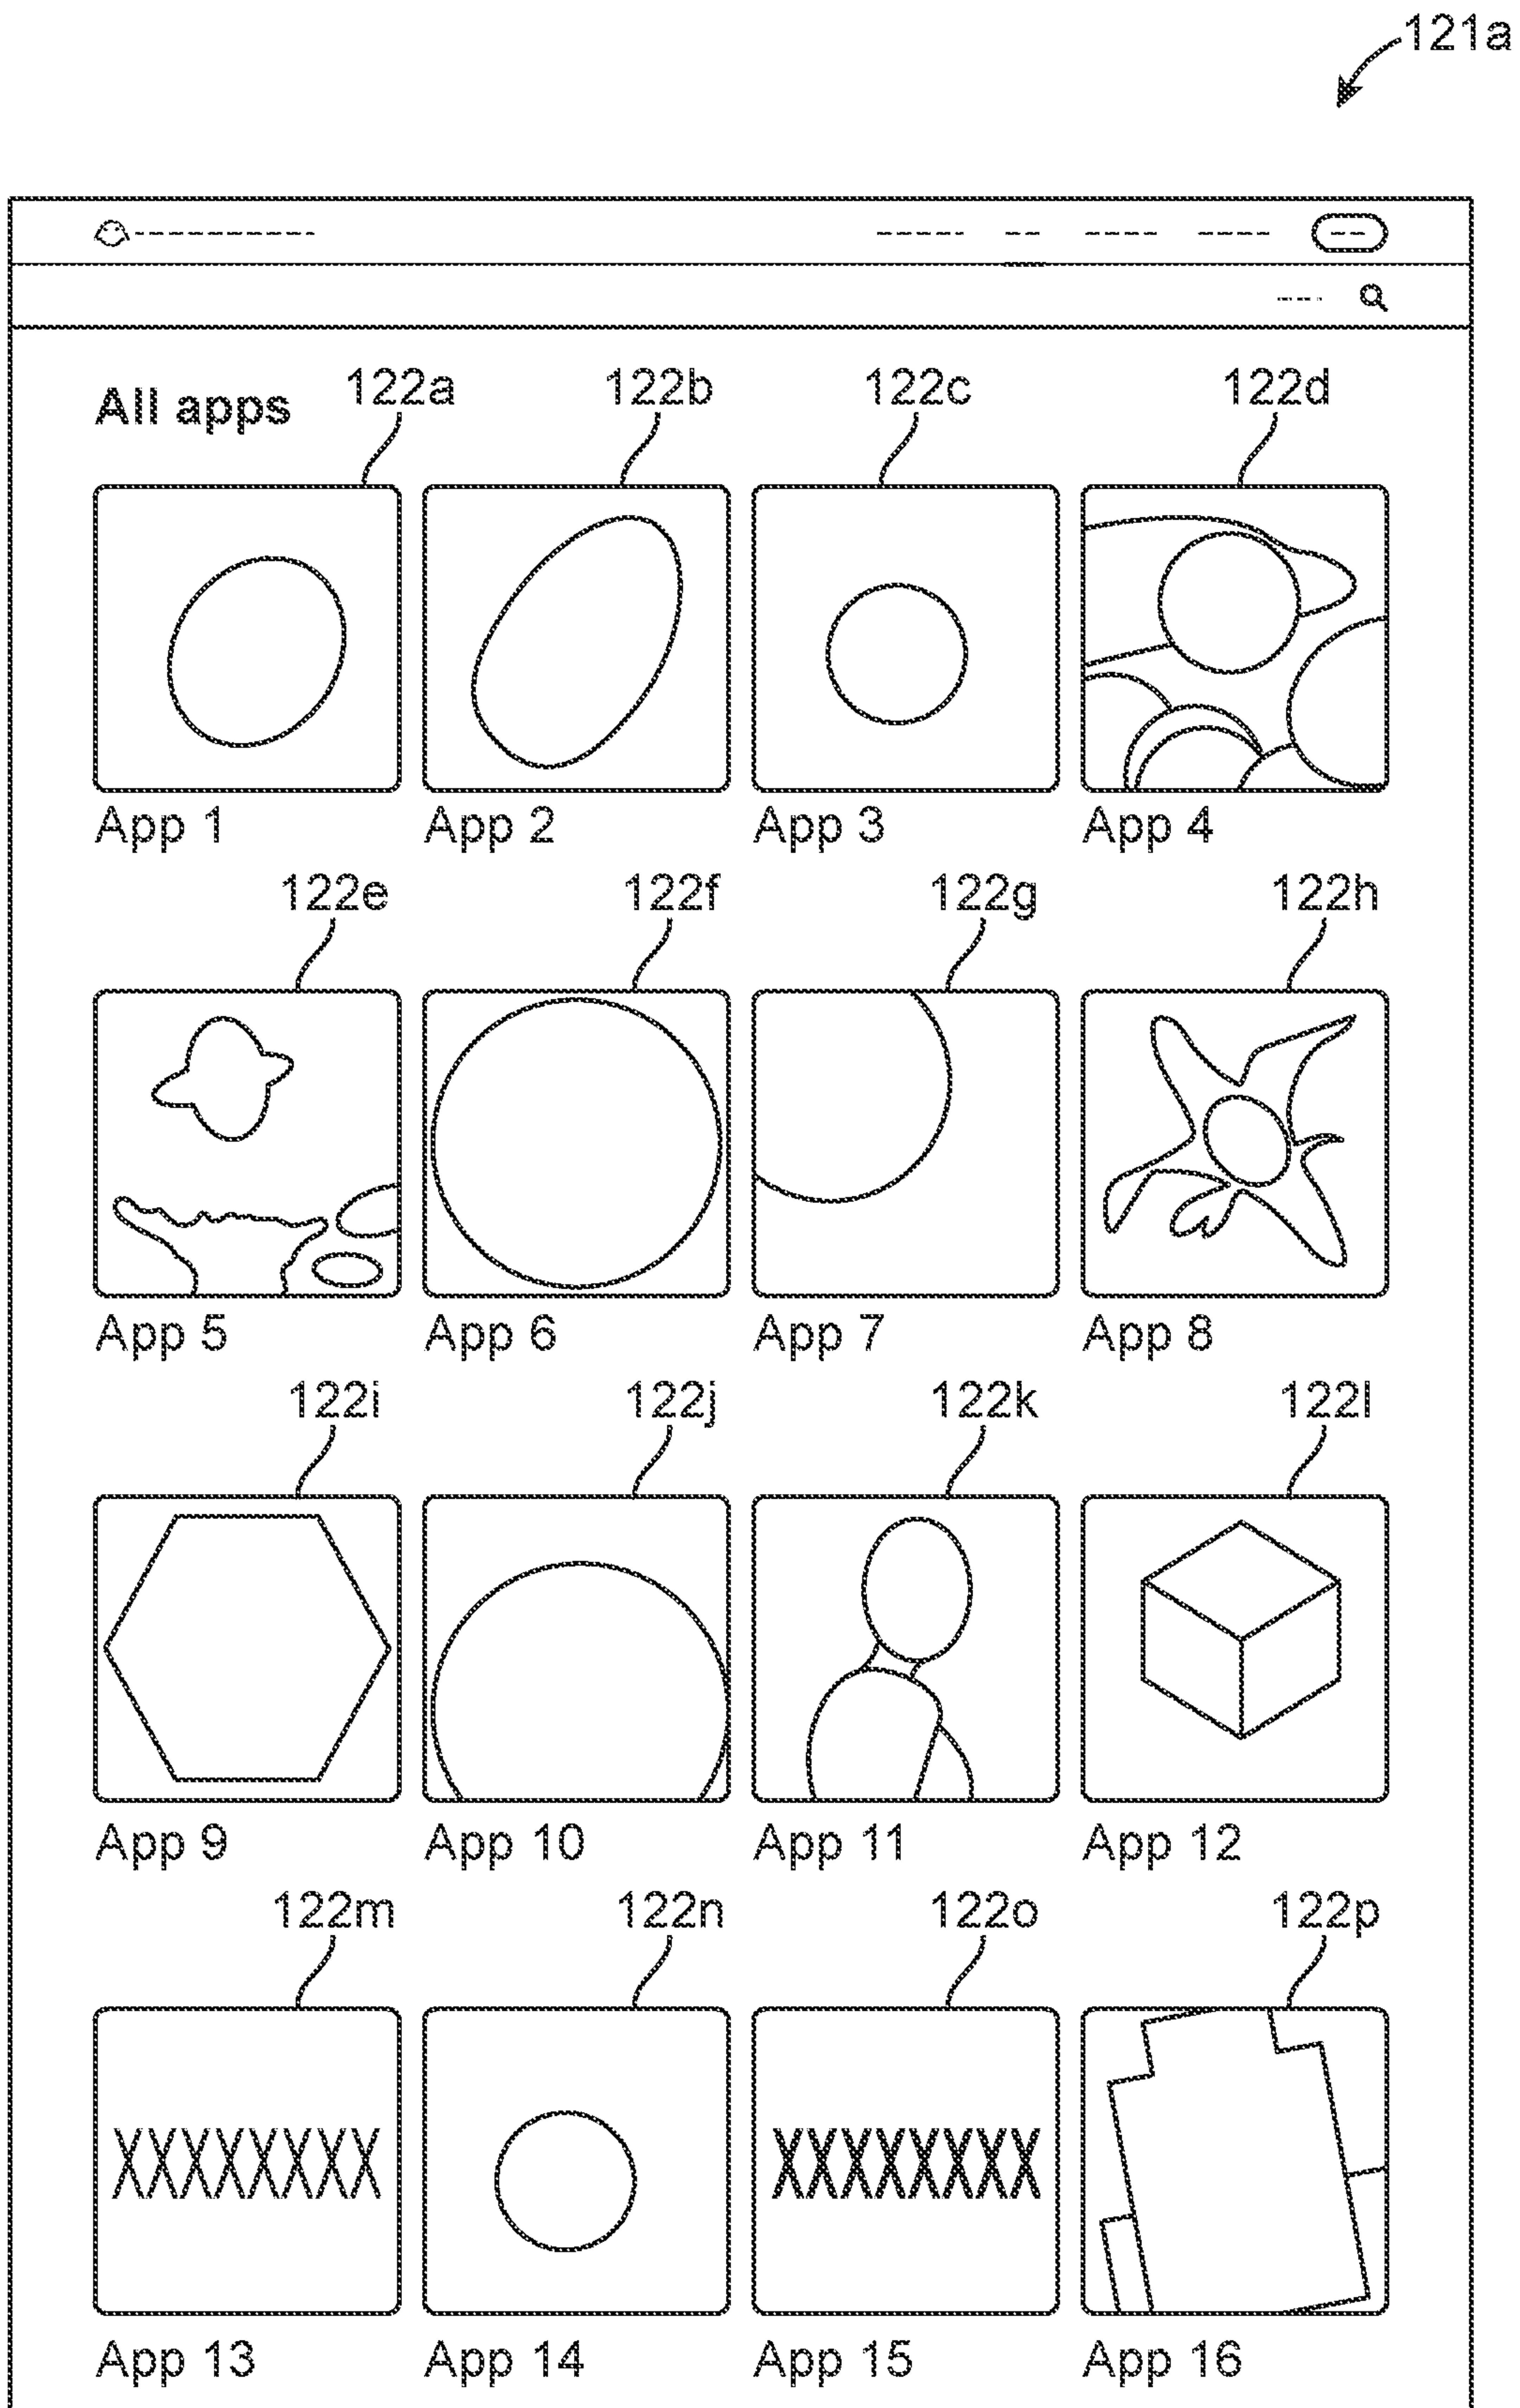 121a
All apps 122a 122b 122c 122d
App 1 App 2 App 3 App 4
122e 122f 122g 122h
App 5 App 6 App 7 App 8
122i 122j 122k 122l
App 9 App 10 App 11 App 12
122m 122n 122o 122p
XXXXXXXX XXXXXXXX
App 13 App 14 App 15 App 16